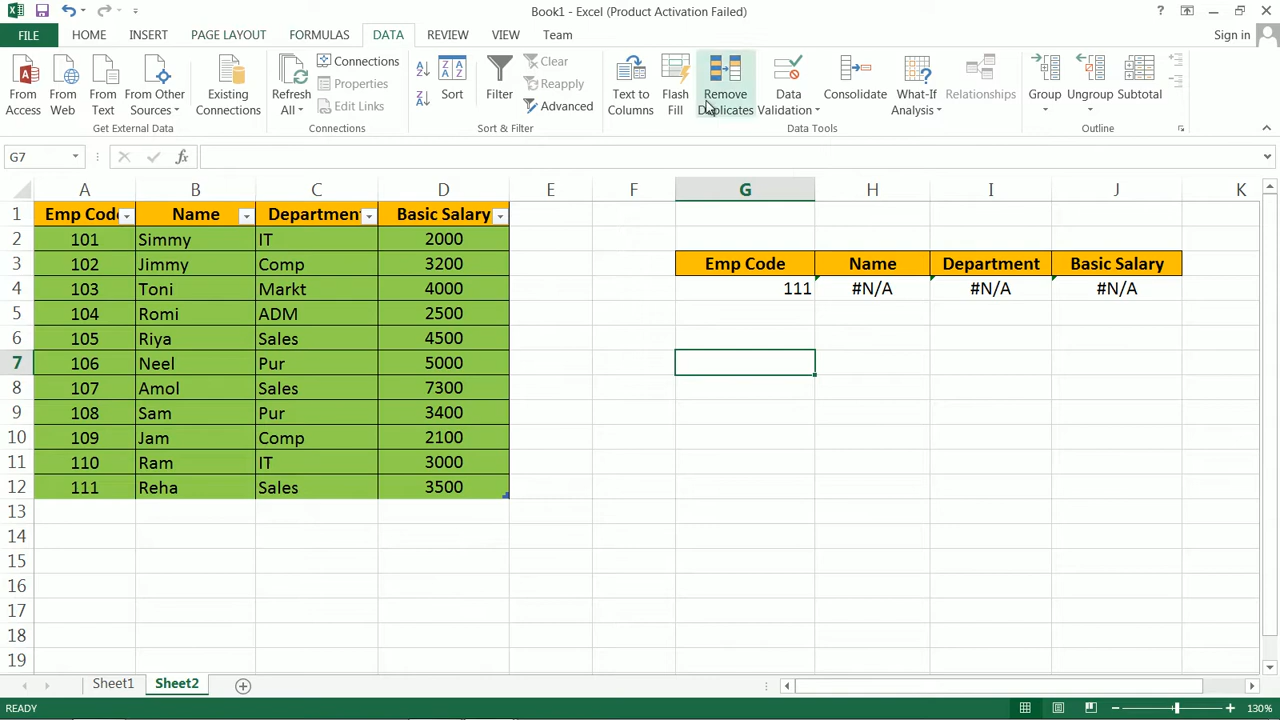 Book1 - Excel (Product Activation Failed)
FILE HOME INSERT PAGE LAYOUT FORMULAS DATA REVIEW VIEW Team Sign in
From Access
From Web
From Text
From Other Sources
Existing Connections
Get External Data
Refresh All
Connections
Properties
Edit Links
Connections
Sort
Filter
Clear
Reapply
Advanced
Sort & Filter
Text to Columns
Flash Fill
Remove Duplicates
Data Validation
Consolidate
What-If Analysis
Relationships
Data Tools
Group
Ungroup
Subtotal
Outline
G7 fx
A B C D E F G H I J K
1 Emp Cod Name Departmen Basic Salary
2 101 Simmy IT 2000
3 102 Jimmy Comp 3200 Emp Code Name Department Basic Salary
4 103 Toni Markt 4000 111 #N/A #N/A #N/A
5 104 Romi ADM 2500
6 105 Riya Sales 4500
7 106 Neel Pur 5000
8 107 Amol Sales 7300
9 108 Sam Pur 3400
10 109 Jam Comp 2100
11 110 Ram IT 3000
12 111 Reha Sales 3500
13
14
15
16
17
18
19
Sheet1 Sheet2
READY 130%